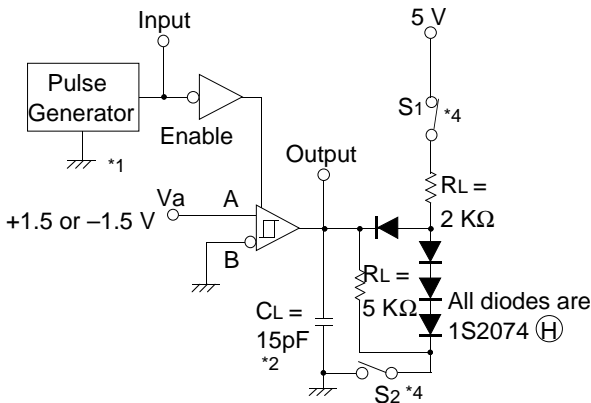 Input
5 V
Pulse
Generator
S1 *4
Enable
*1
Output
Va
A
RL =
2 KΩ
+1.5 or –1.5 V
B
RL =
5 KΩ
CL =
15pF
*2
All diodes are
1S2074 Ⓗ
S2 *4